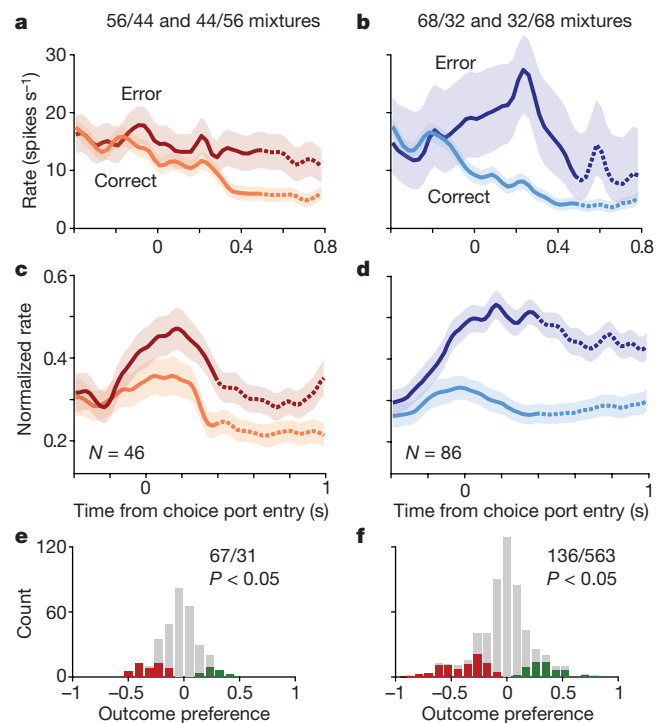 a 56/44 and 44/56 mixtures
b 68/32 and 32/68 mixtures
Rate (spikes s⁻¹)
30
20
10
0
Error
Correct
0 0.4 0.8
Error
Correct
0 0.4 0.8
c
d
Normalized rate
0.6
0.4
0.2
N = 46
N = 86
0 1
0 1
Time from choice port entry (s)
Time from choice port entry (s)
e
f
Count
120
60
0
67/31
P < 0.05
136/563
P < 0.05
−1 −0.5 0 0.5 1
−1 −0.5 0 0.5 1
Outcome preference
Outcome preference